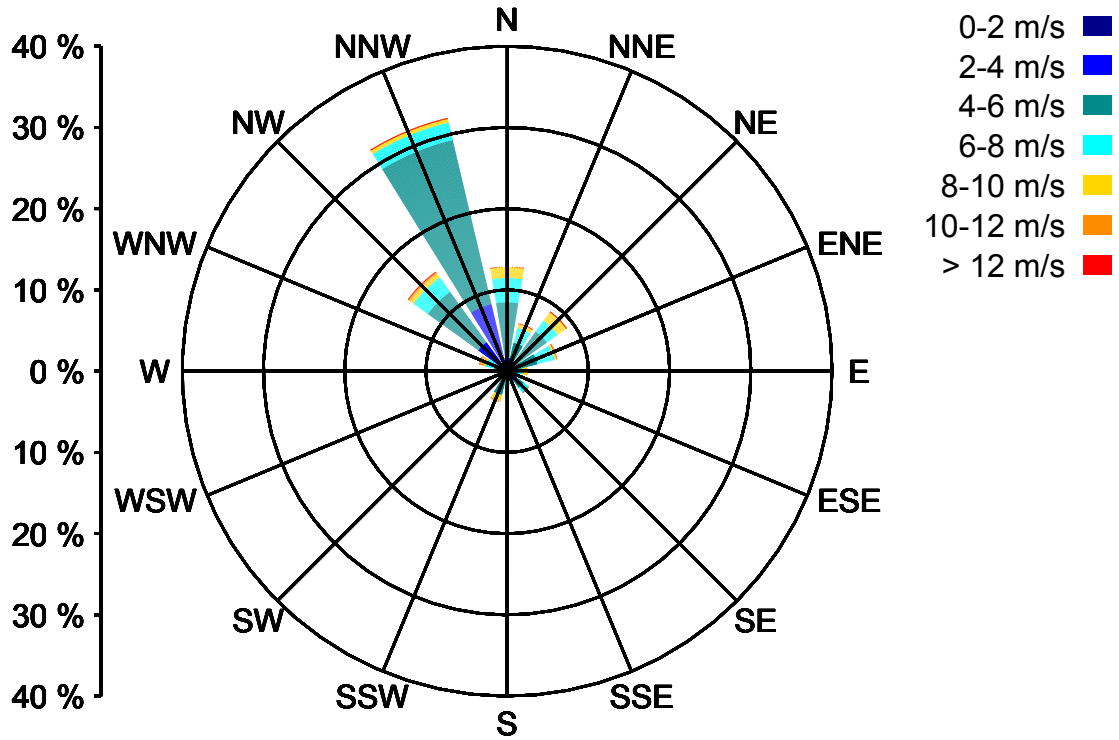 N
NNE
NE
ENE
E
ESE
SE
SSE
S
SSW
SW
WSW
W
WNW
NW
NNW
40 %
30 %
20 %
10 %
0 %
10 %
20 %
30 %
40 %
0-2 m/s
2-4 m/s
4-6 m/s
6-8 m/s
8-10 m/s
10-12 m/s
> 12 m/s